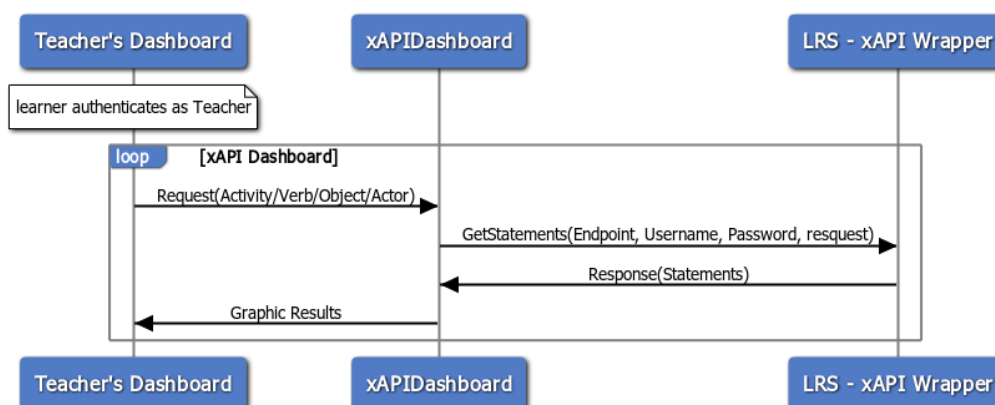 Teacher's Dashboard
xAPIDashboard
LRS - xAPI Wrapper
learner authenticates as Teacher
loop
[xAPI Dashboard]
Request(Activity/Verb/Object/Actor)
GetStatements(Endpoint, Username, Password, resquest)
Response(Statements)
Graphic Results
Teacher's Dashboard
xAPIDashboard
LRS - xAPI Wrapper